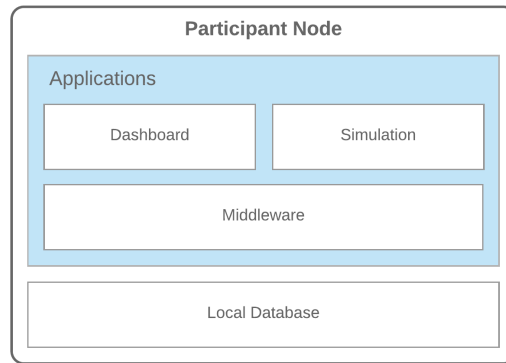 Participant Node
Applications
Dashboard
Simulation
Middleware
Local Database